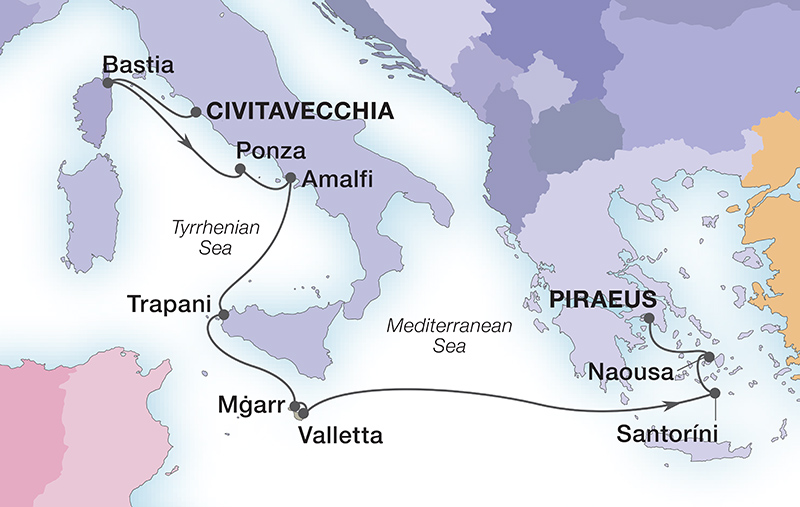 Bastia
CIVITAVECCHIA
Ponza
Amalfi
Tyrrhenian
Sea
Trapani
PIRAEUS
Mediterranean
Sea
Naousa
Mġarr
Valletta
Santoríni